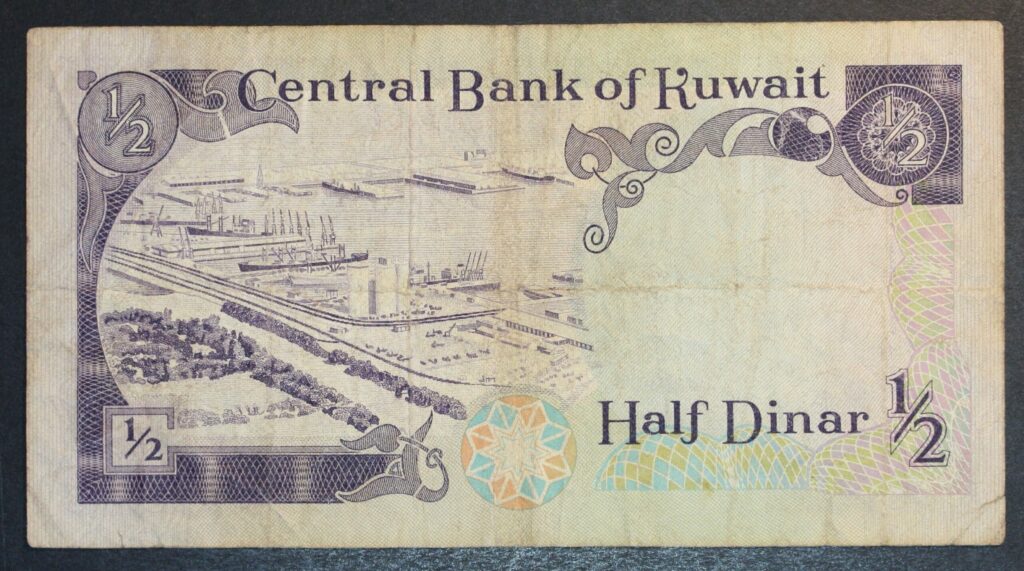 1/2
Central Bank of Kuwait
1/2
1/2
Half Dinar
1/2